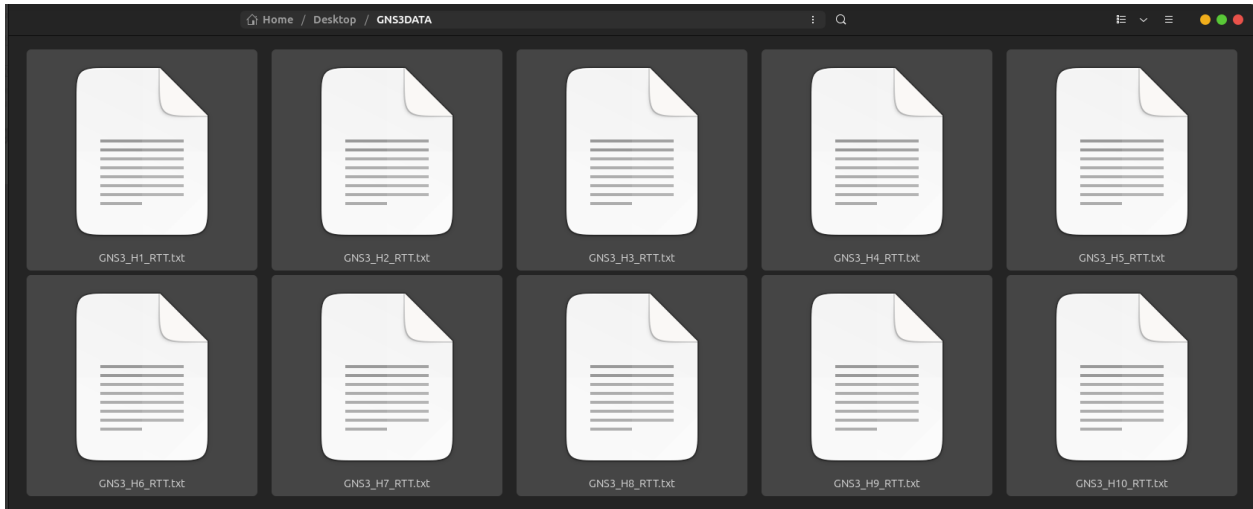 Home / Desktop / GNS3DATA
GNS3_H1_RTT.txt GNS3_H2_RTT.txt GNS3_H3_RTT.txt GNS3_H4_RTT.txt GNS3_H5_RTT.txt
GNS3_H6_RTT.txt GNS3_H7_RTT.txt GNS3_H8_RTT.txt GNS3_H9_RTT.txt GNS3_H10_RTT.txt